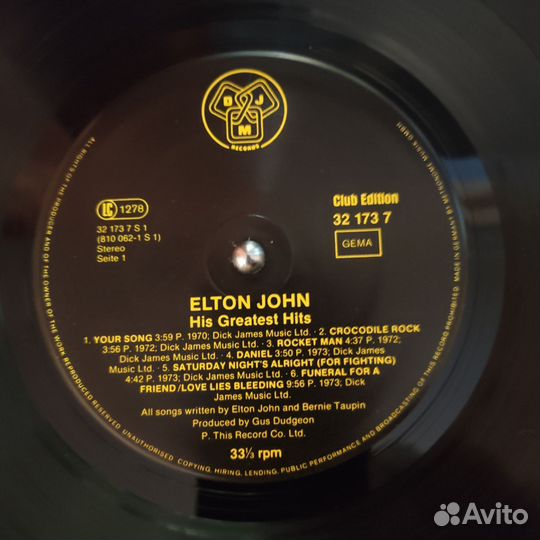 D J
M
RECORDS
LC 1278
32 173 7 S 1
(810 062-1 S 1)
Stereo
Seite 1
Club Edition
32 173 7
GEMA
ELTON JOHN
His Greatest Hits
1. YOUR SONG 3:59 P. 1970; Dick James Music Ltd. · 2. CROCODILE ROCK
3:56 P. 1972; Dick James Music Ltd. · 3. ROCKET MAN 4:37 P. 1972;
Dick James Music Ltd. · 4. DANIEL 3:50 P. 1973; Dick James
Music Ltd. · 5. SATURDAY NIGHT'S ALRIGHT (FOR FIGHTING)
4:42 P. 1973; Dick James Music Ltd. · 6. FUNERAL FOR A
FRIEND/LOVE LIES BLEEDING 9:56 P. 1973; Dick
James Music Ltd.
All songs written by Elton John and Bernie Taupin
Produced by Gus Dudgeon
P. This Record Co. Ltd.
33⅓ rpm
ALL RIGHTS OF THE PRODUCER AND OF THE OWNER OF THE WORK REPRODUCED RESERVED. UNAUTHORISED COPYING, HIRING, LENDING, PUBLIC PERFORMANCE AND BROADCASTING OF THIS RECORD PROHIBITED. MADE IN GERMANY BY METRONOME MUSIK GMBH
Avito